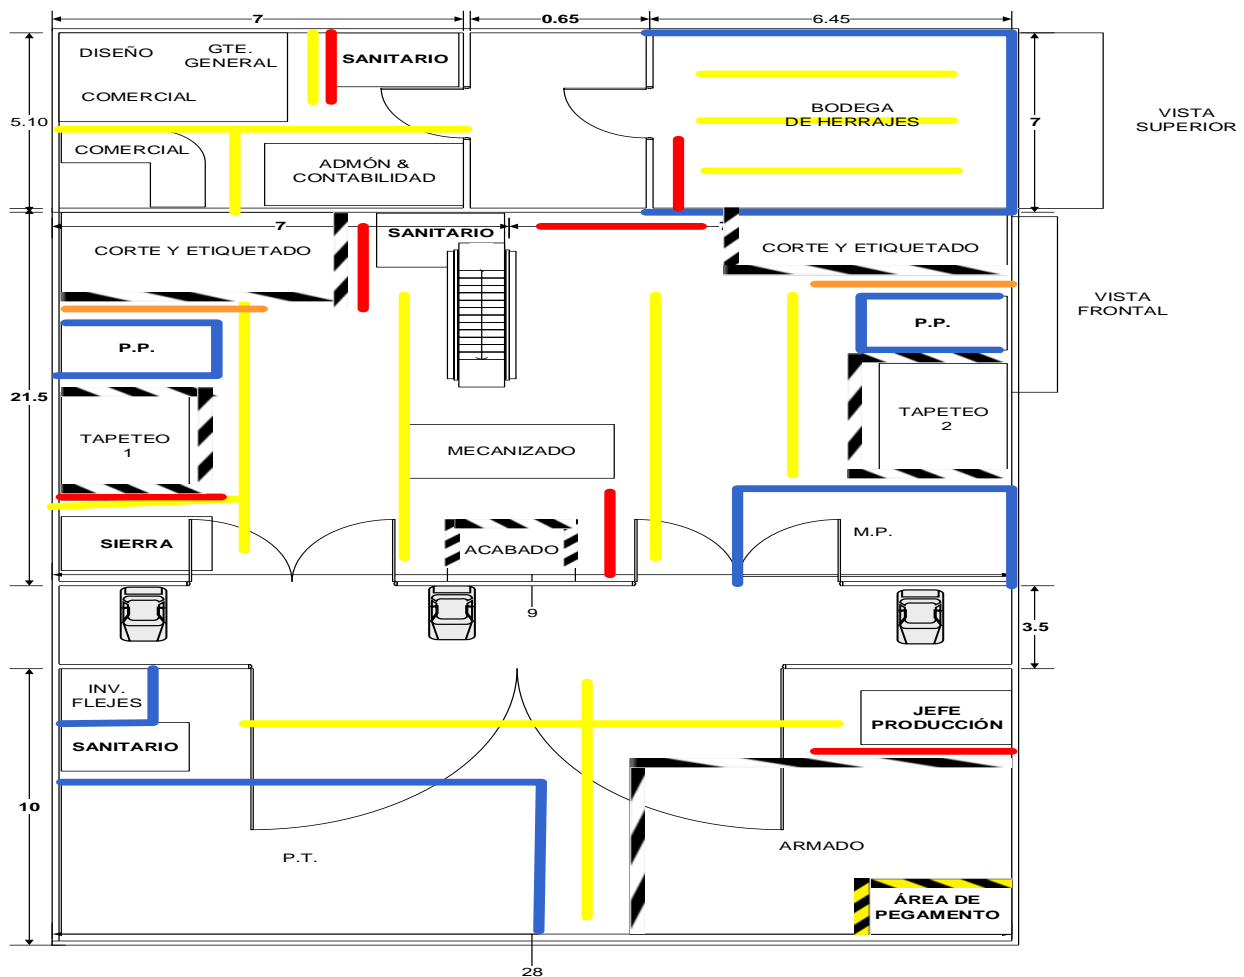 7
0.65
6.45
DISEÑO
GTE.
GENERAL
SANITARIO
COMERCIAL
BODEGA
DE HERRAJES
VISTA
SUPERIOR
5.10
7
COMERCIAL
ADMÓN &
CONTABILIDAD
7
SANITARIO
CORTE Y ETIQUETADO
CORTE Y ETIQUETADO
VISTA
FRONTAL
P.P.
P.P.
21.5
TAPETEO
1
MECANIZADO
TAPETEO
2
SIERRA
ACABADO
M.P.
9
3.5
INV.
FLEJES
SANITARIO
JEFE
PRODUCCIÓN
10
P.T.
ARMADO
ÁREA DE
PEGAMENTO
28